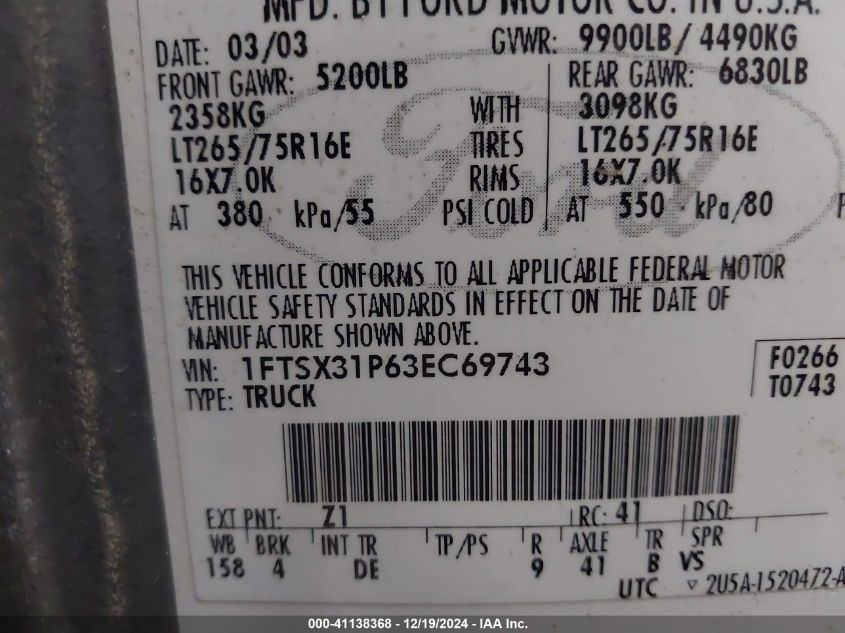 MFD. BY FORD MOTOR CO. IN U.S.A.
DATE: 03/03 GVWR: 9900LB/ 4490KG
FRONT GAWR: 5200LB REAR GAWR: 6830LB
2358KG WITH 3098KG
LT265/75R16E TIRES LT265/75R16E
16X7.0K RIMS 16X7.0K
AT 380 kPa/55 PSI COLD AT 550 kPa/80 P
Ford
THIS VEHICLE CONFORMS TO ALL APPLICABLE FEDERAL MOTOR
VEHICLE SAFETY STANDARDS IN EFFECT ON THE DATE OF
MANUFACTURE SHOWN ABOVE.
VIN: 1FTSX31P63EC69743 F0266
TYPE: TRUCK T0743
EXT PNT: Z1 RC: 41 DSO:
WB BRK INT TR TP/PS R AXLE TR SPR
158 4 DE 9 41 B VS
UTC ▽ 2U5A-1520472-A
000-41138368 - 12/19/2024 - IAA Inc.